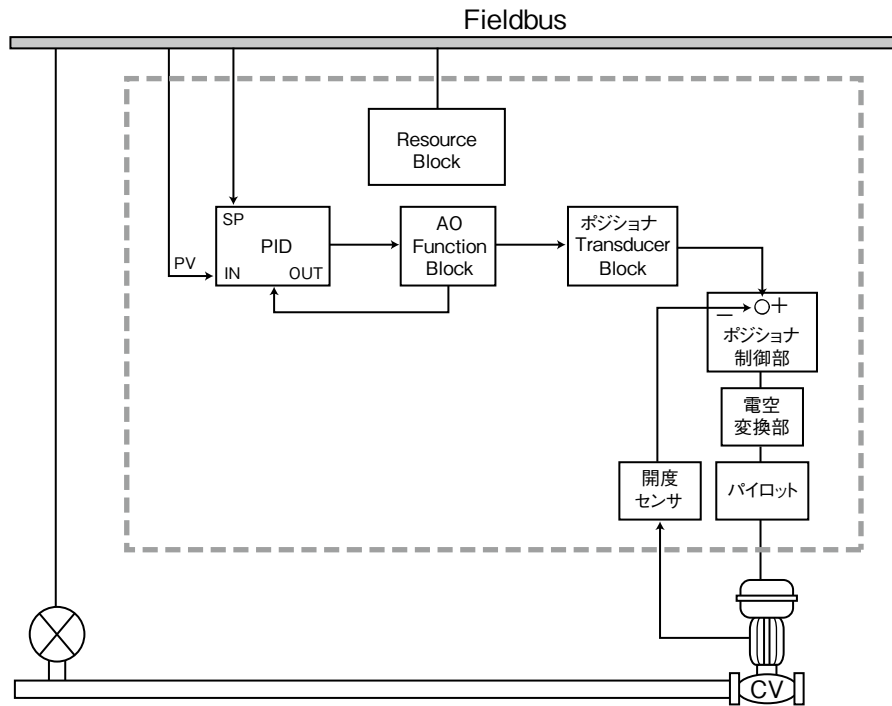 Fieldbus
Resource
Block
SP
PID
PV
IN
OUT
AO
Function
Block
ポジショナ
Transducer
Block
− +
ポジショナ
制御部
電空
変換部
開度
センサ
パイロット
CV